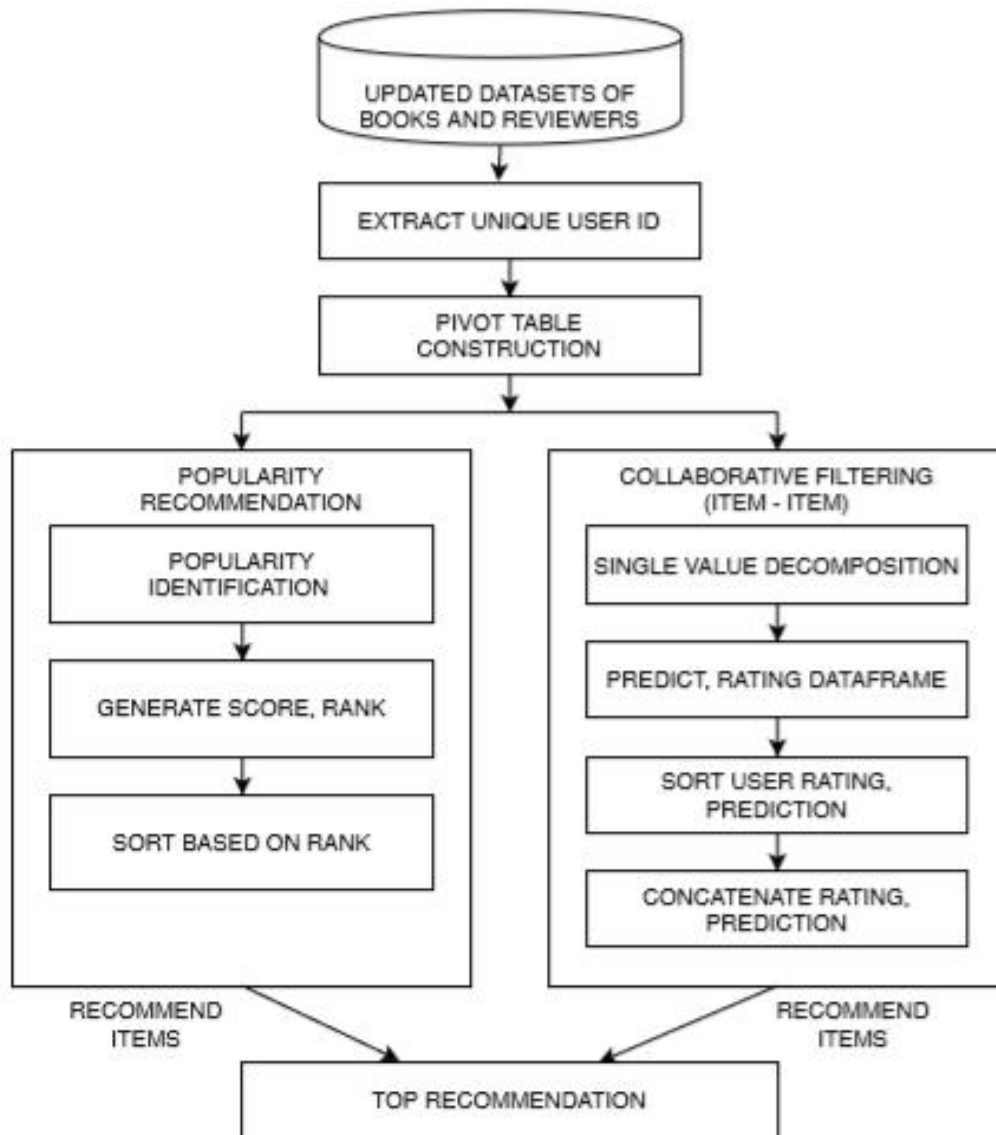 UPDATED DATASETS OF
BOOKS AND REVIEWERS
EXTRACT UNIQUE USER ID
PIVOT TABLE
CONSTRUCTION
POPULARITY
RECOMMENDATION
POPULARITY
IDENTIFICATION
GENERATE SCORE, RANK
SORT BASED ON RANK
RECOMMEND
ITEMS
COLLABORATIVE FILTERING
(ITEM - ITEM)
SINGLE VALUE DECOMPOSITION
PREDICT, RATING DATAFRAME
SORT USER RATING,
PREDICTION
CONCATENATE RATING,
PREDICTION
RECOMMEND
ITEMS
TOP RECOMMENDATION